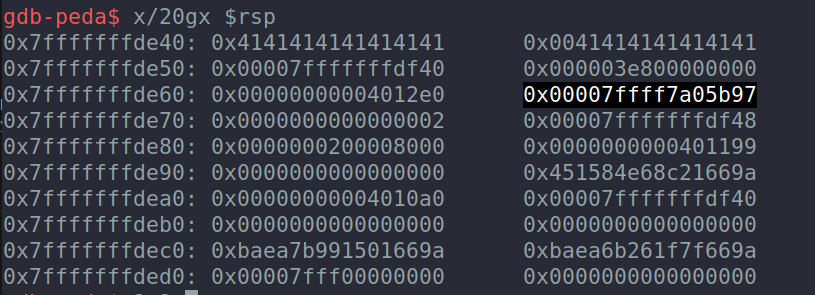 gdb-peda$ x/20gx $rsp
0x7fffffffde40: 0x4141414141414141 0x0041414141414141
0x7fffffffde50: 0x00007fffffffdf40 0x000003e800000000
0x7fffffffde60: 0x00000000004012e0 0x00007ffff7a05b97
0x7fffffffde70: 0x0000000000000002 0x00007fffffffdf48
0x7fffffffde80: 0x0000000200008000 0x0000000000401199
0x7fffffffde90: 0x0000000000000000 0x451584e68c21669a
0x7fffffffdea0: 0x00000000004010a0 0x00007fffffffdf40
0x7fffffffdeb0: 0x0000000000000000 0x0000000000000000
0x7fffffffdec0: 0xbaea7b991501669a 0xbaea6b261f7f669a
0x7fffffffded0: 0x00007fff00000000 0x0000000000000000